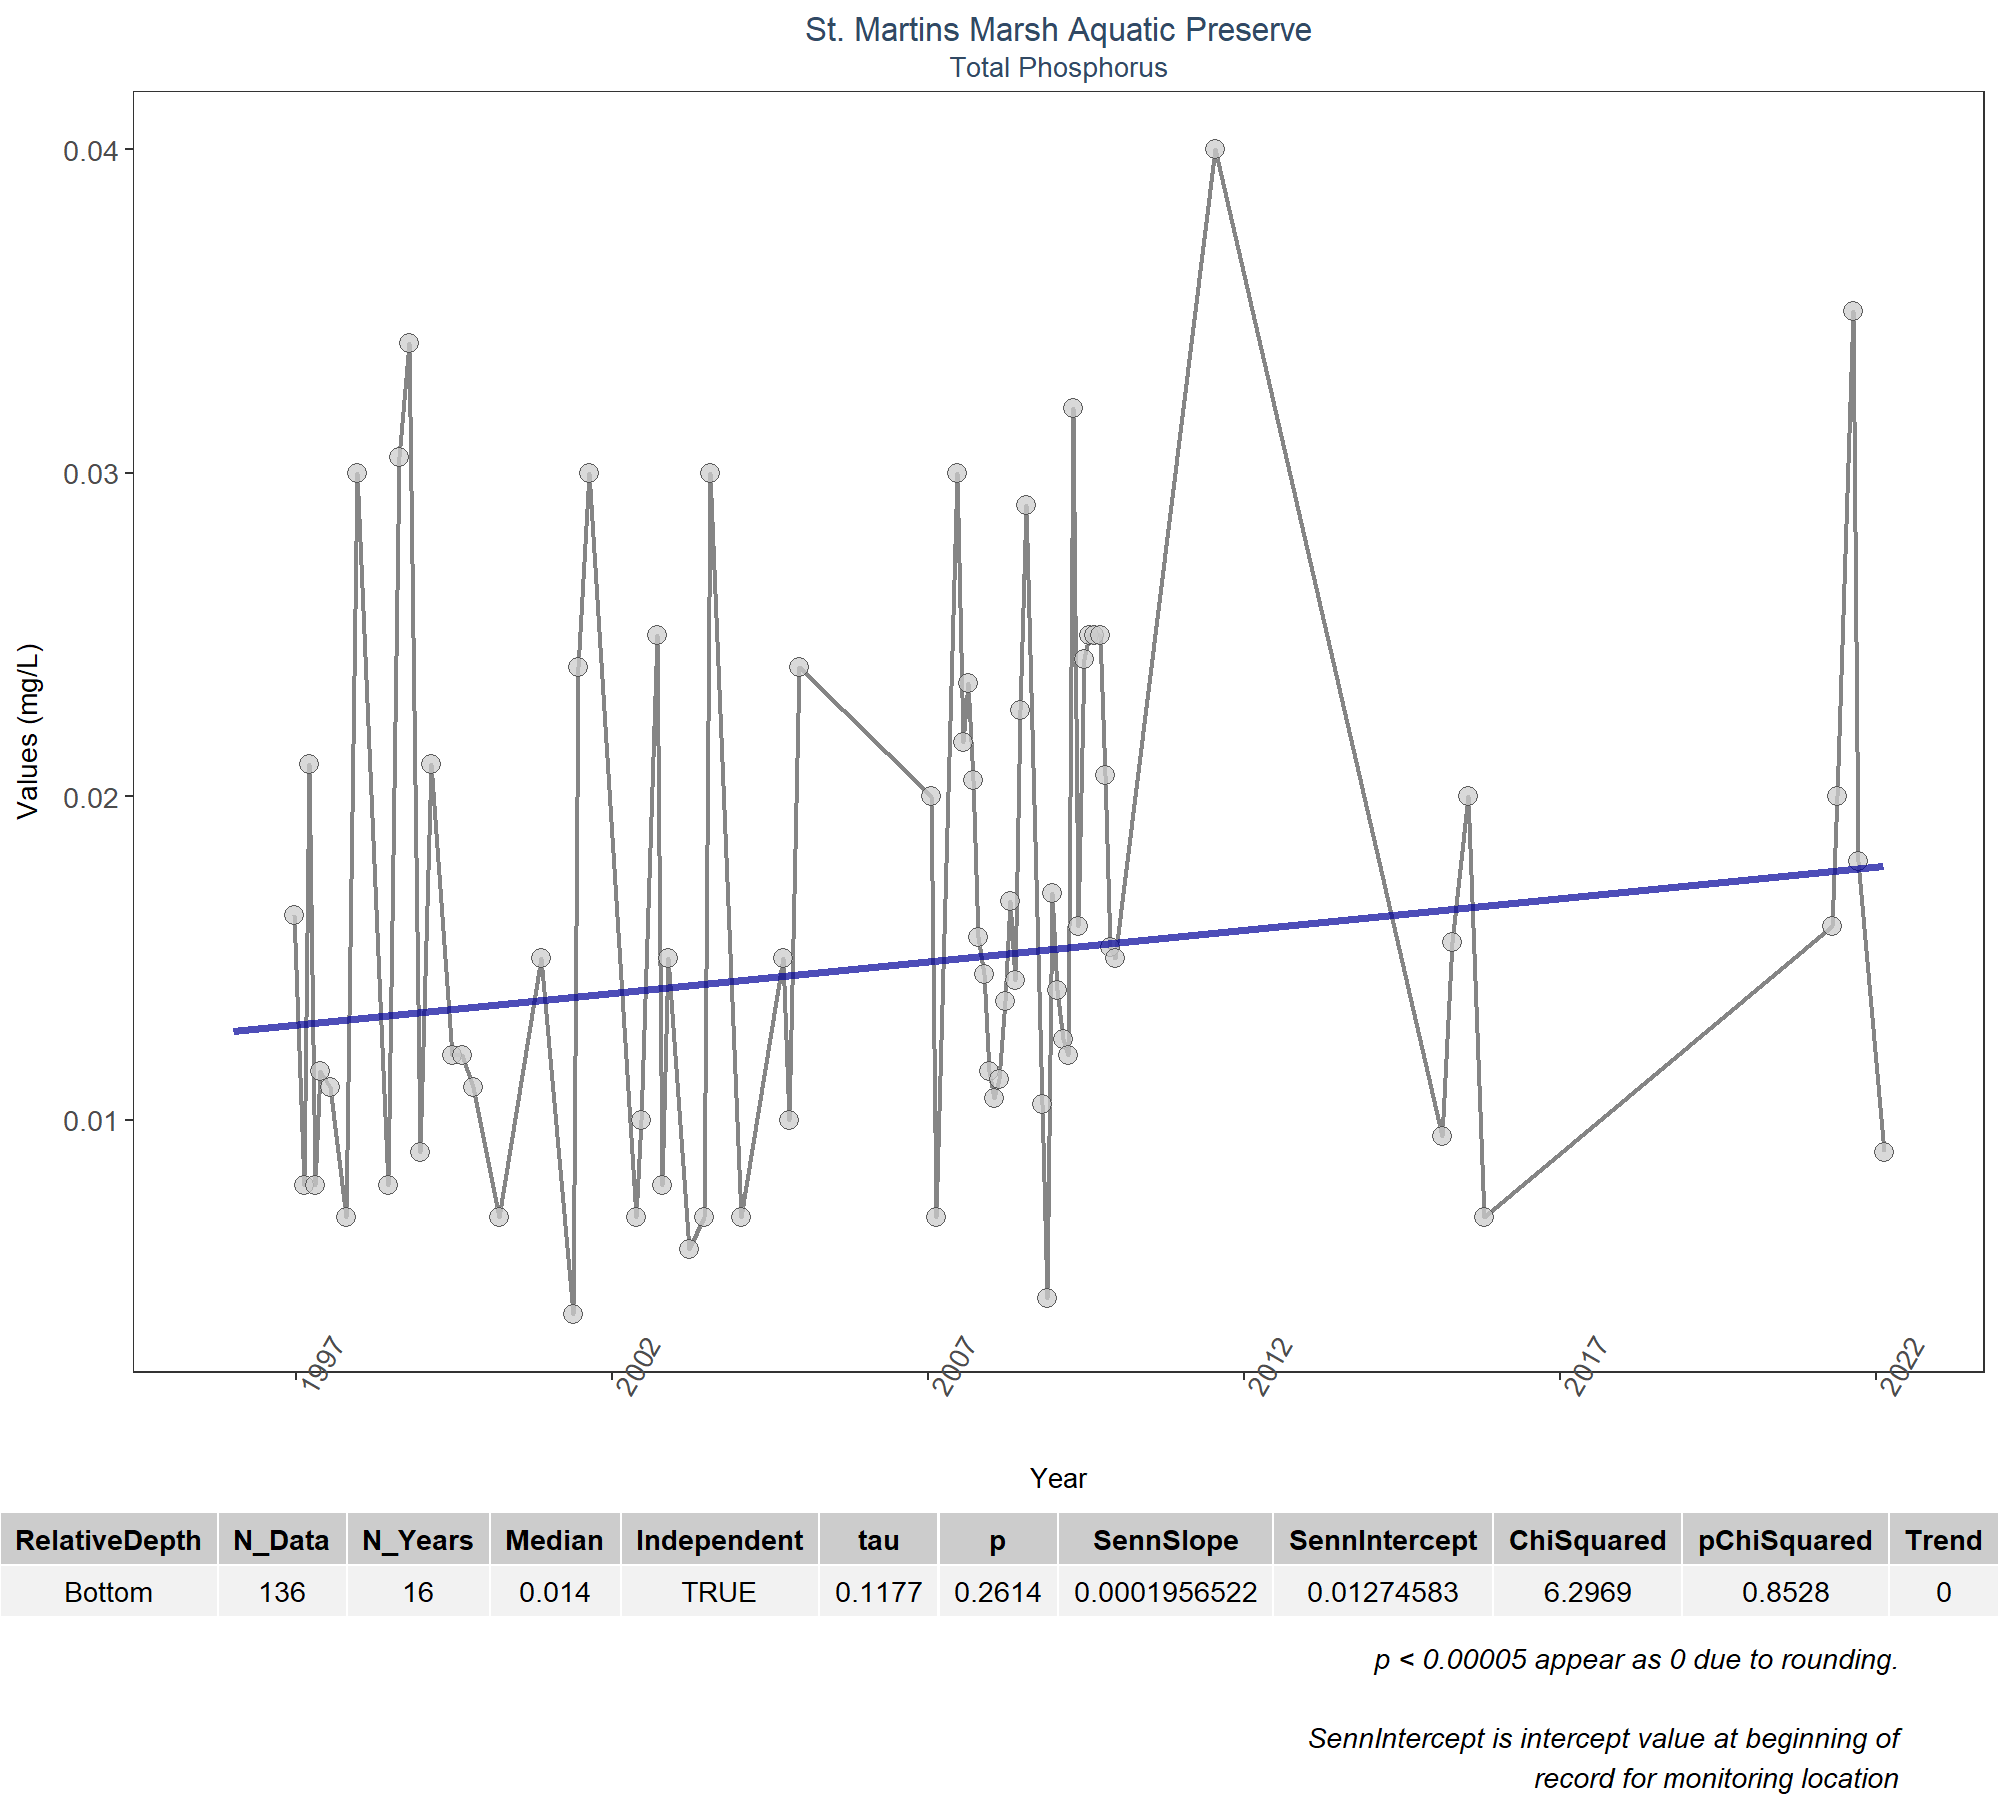 St. Martins Marsh Aquatic Preserve
Total Phosphorus
0.04
0.03
0.02
0.01
Values (mg/L)
1997
2002
2007
2012
2017
2022
Year
RelativeDepth N_Data N_Years Median Independent tau p SennSlope SennIntercept ChiSquared pChiSquared Trend
Bottom 136 16 0.014 TRUE 0.1177 0.2614 0.0001956522 0.01274583 6.2969 0.8528 0
p < 0.00005 appear as 0 due to rounding.
SennIntercept is intercept value at beginning of
record for monitoring location